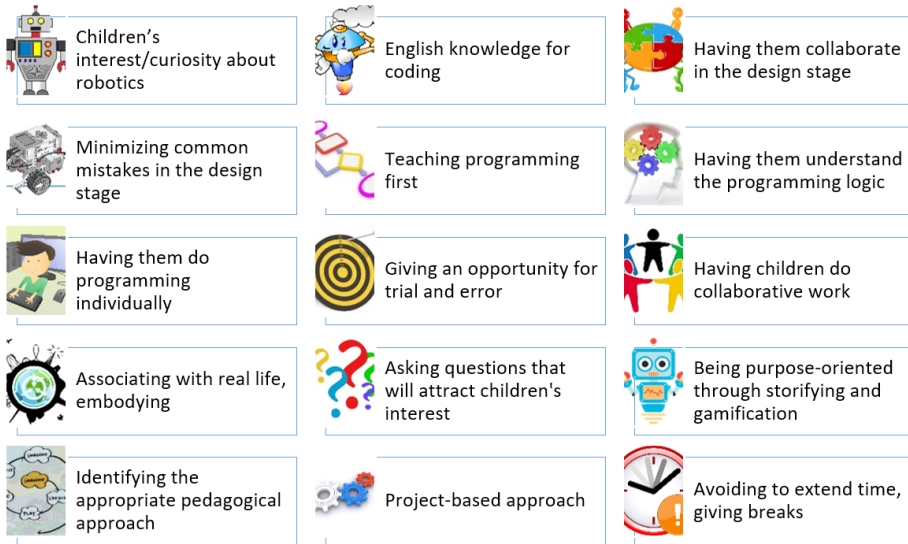 Children's
interest/curiosity about
robotics
English knowledge for
coding
Having them collaborate
in the design stage
Minimizing common
mistakes in the design
stage
Teaching programming
first
Having them understand
the programming logic
Having them do
programming
individually
Giving an opportunity for
trial and error
Having children do
collaborative work
Associating with real life,
embodying
Asking questions that
will attract children's
interest
Being purpose-oriented
through storifying and
gamification
Identifying the
appropriate pedagogical
approach
PLAY
Project-based approach
Avoiding to extend time,
giving breaks